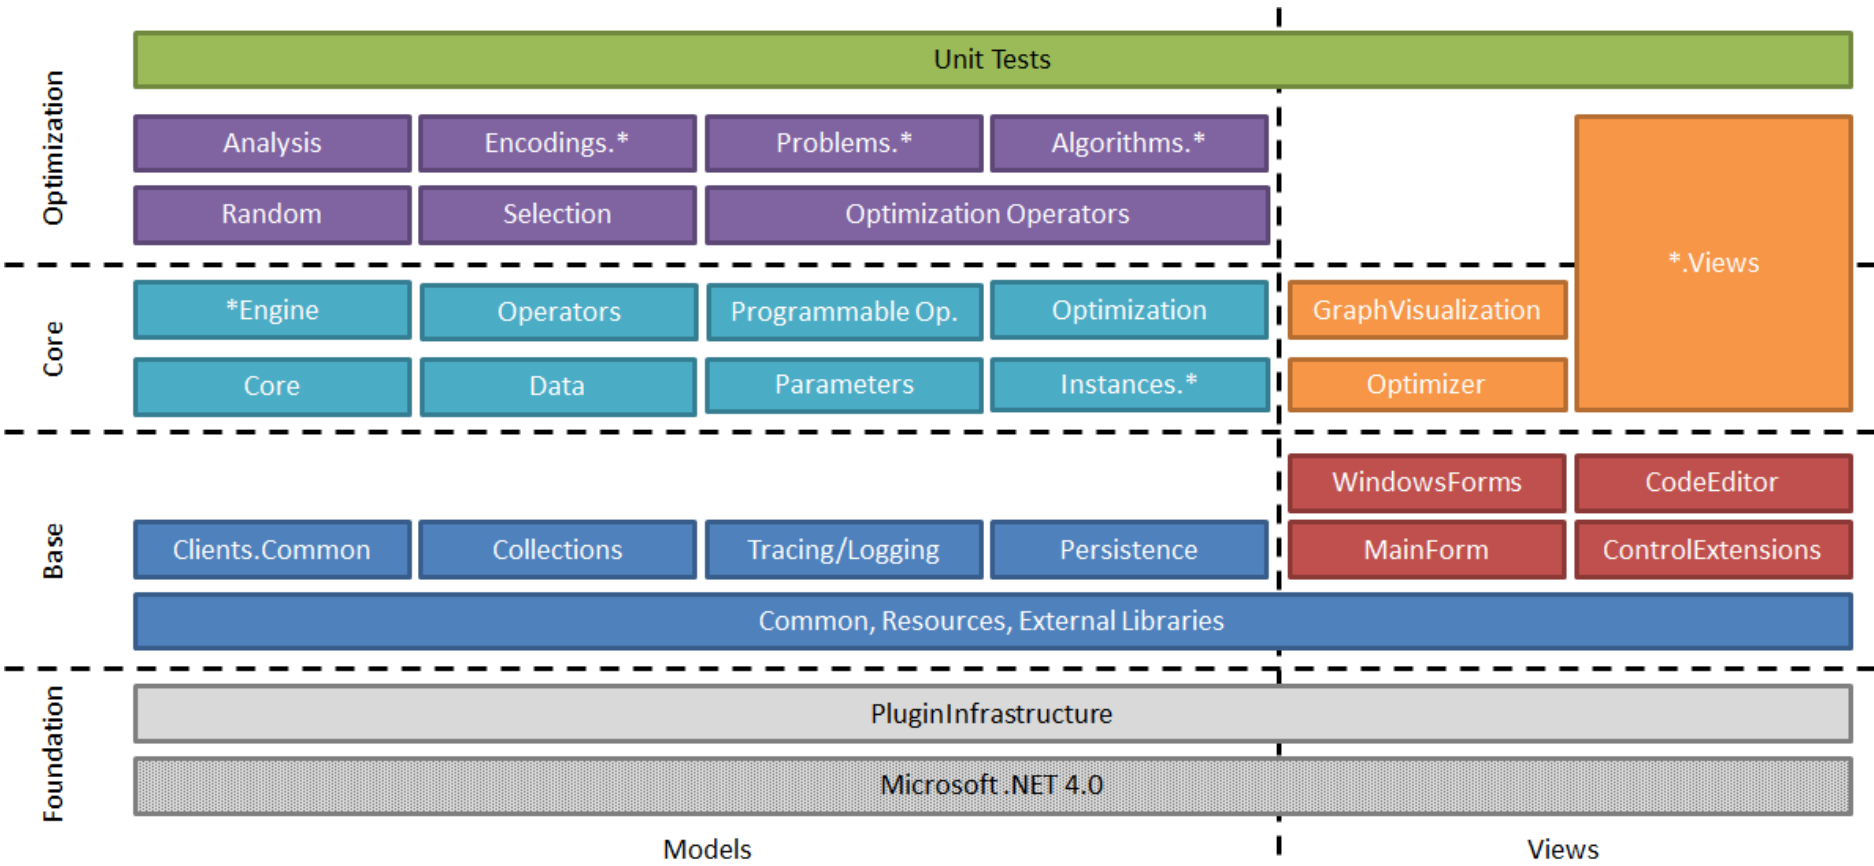 Unit Tests
Optimization
Analysis
Encodings.*
Problems.*
Algorithms.*
Random
Selection
Optimization Operators
*.Views
Core
*Engine
Operators
Programmable Op.
Optimization
GraphVisualization
Core
Data
Parameters
Instances.*
Optimizer
Base
WindowsForms
CodeEditor
Clients.Common
Collections
Tracing/Logging
Persistence
MainForm
ControlExtensions
Common, Resources, External Libraries
Foundation
PluginInfrastructure
Microsoft .NET 4.0
Models
Views